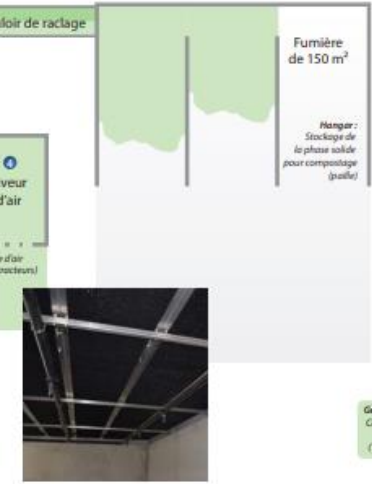 loir de raclage
Fumière
de 150 m²
Hangar :
Stockage de
la phase solide
pour compostage
(paille)
4
veur
d'air
e d'air
racteurs)